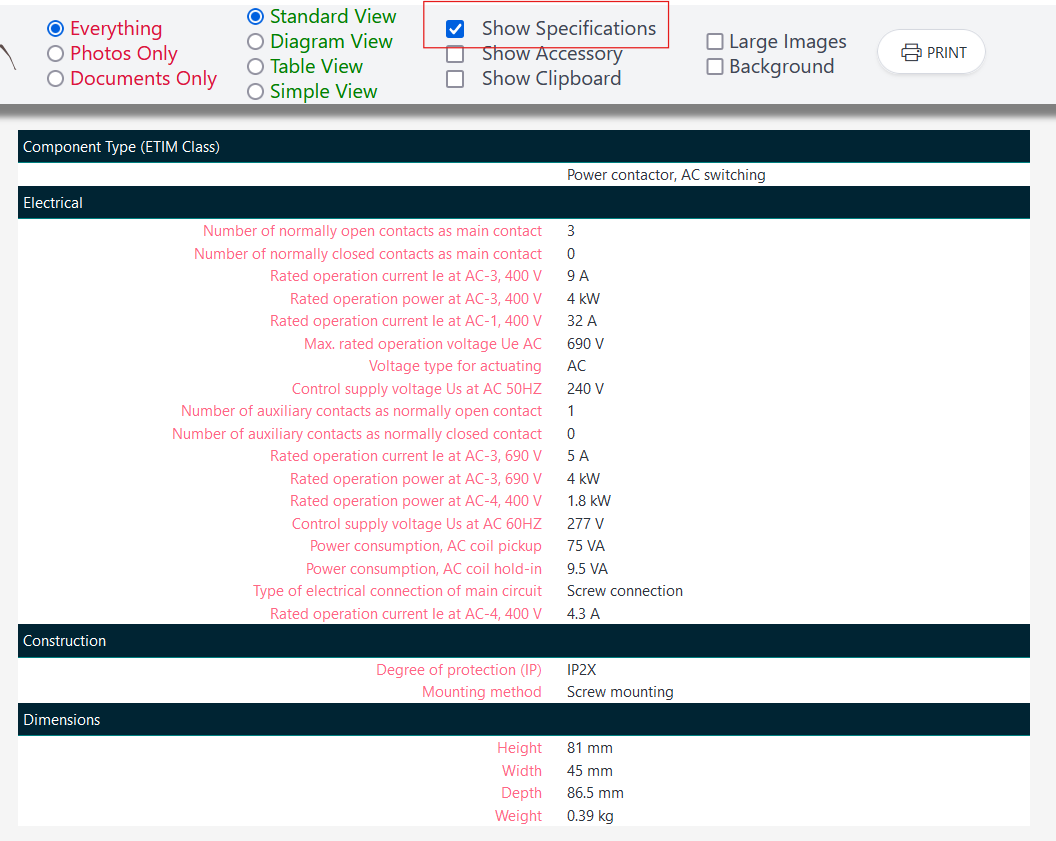 Everything
Photos Only
Documents Only
Standard View
Diagram View
Table View
Simple View
Show Specifications
Show Accessory
Show Clipboard
Large Images
Background
PRINT
Component Type (ETIM Class)
Power contactor, AC switching
Electrical
Number of normally open contacts as main contact 3
Number of normally closed contacts as main contact 0
Rated operation current Ie at AC-3, 400 V 9 A
Rated operation power at AC-3, 400 V 4 kW
Rated operation current Ie at AC-1, 400 V 32 A
Max. rated operation voltage Ue AC 690 V
Voltage type for actuating AC
Control supply voltage Us at AC 50HZ 240 V
Number of auxiliary contacts as normally open contact 1
Number of auxiliary contacts as normally closed contact 0
Rated operation current Ie at AC-3, 690 V 5 A
Rated operation power at AC-3, 690 V 4 kW
Rated operation power at AC-4, 400 V 1.8 kW
Control supply voltage Us at AC 60HZ 277 V
Power consumption, AC coil pickup 75 VA
Power consumption, AC coil hold-in 9.5 VA
Type of electrical connection of main circuit Screw connection
Rated operation current Ie at AC-4, 400 V 4.3 A
Construction
Degree of protection (IP) IP2X
Mounting method Screw mounting
Dimensions
Height 81 mm
Width 45 mm
Depth 86.5 mm
Weight 0.39 kg